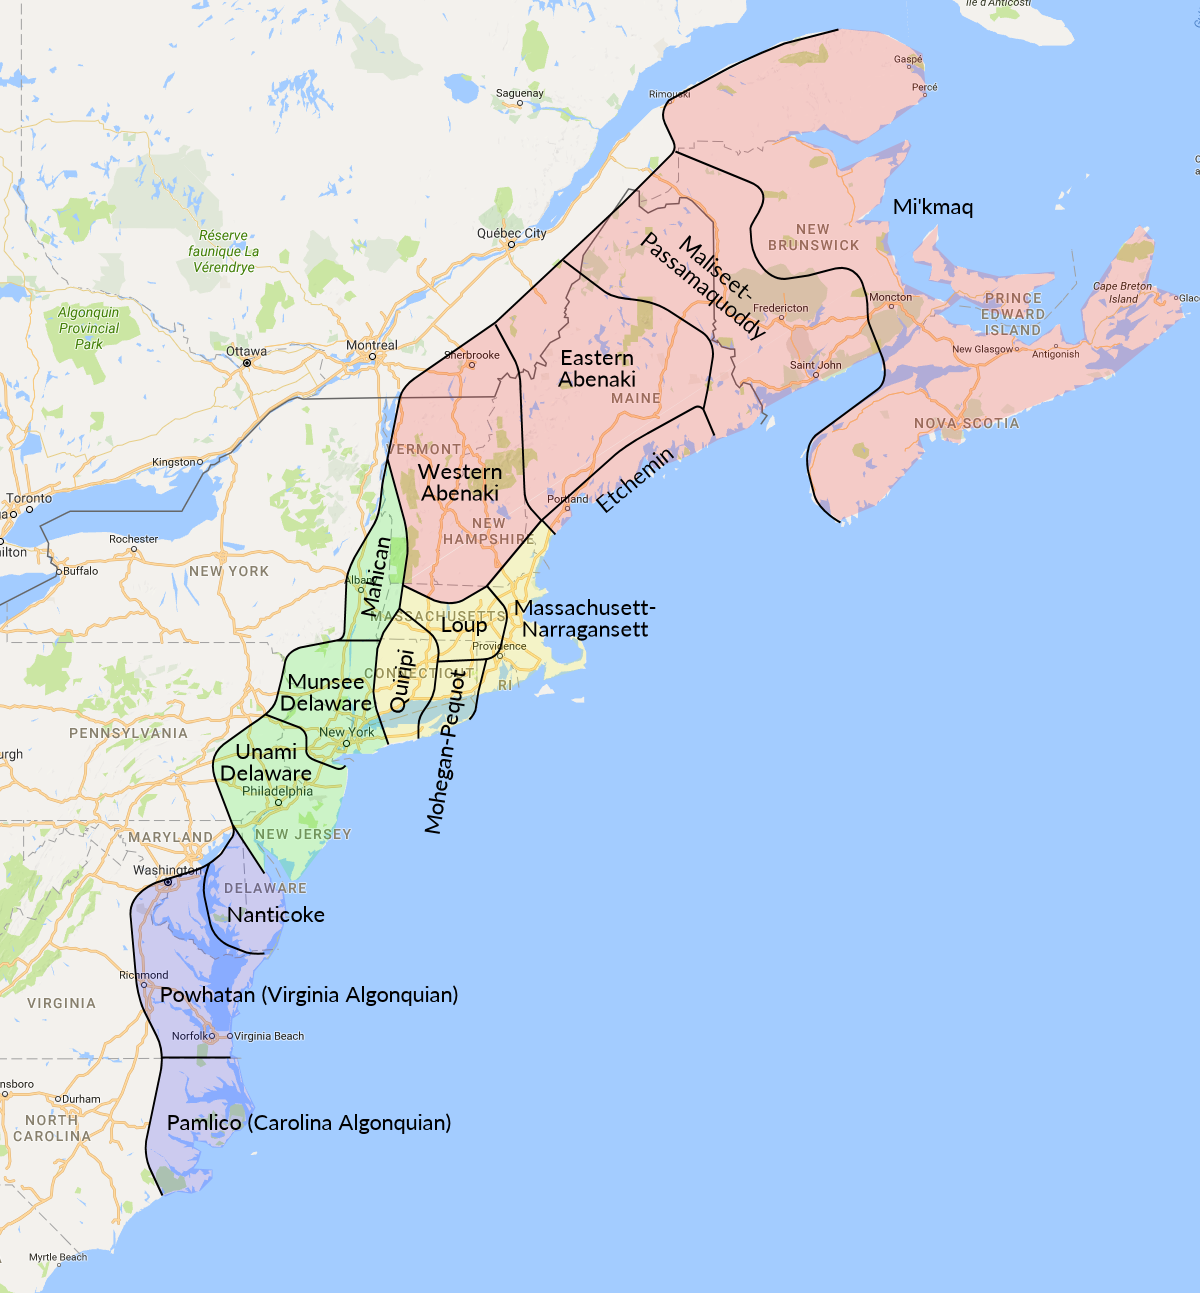 Île d'Anticosti
Gaspé
Percé
Saguenay
Rimouski
Mi'kmaq
Québec City
NEW
BRUNSWICK
Réserve
faunique La
Vérendrye
Maliseet-
Passamaquoddy
Cape Breton
Island
Glace
Moncton
PRINCE
EDWARD
ISLAND
Fredericton
Algonquin
Provincial
Park
New Glasgow
Antigonish
Montreal
Ottawa
Sherbrooke
Eastern
Abenaki
Saint John
MAINE
NOVA SCOTIA
VERMONT
Kingston
Western
Abenaki
Etchemin
Portland
Toronto
NEW
HAMPSHIRE
Rochester
Buffalo
NEW YORK
Albany
Mahican
MASSACHUSETTS
Massachusett-
Narragansett
Loup
Providence
Quiripi
CONNECTICUT
RI
Munsee
Delaware
Mohegan-Pequot
PENNSYLVANIA
New York
Unami
Delaware
Philadelphia
NEW JERSEY
MARYLAND
Washington
DELAWARE
Nanticoke
Richmond
Powhatan (Virginia Algonquian)
VIRGINIA
Norfolk
Virginia Beach
Durham
NORTH
CAROLINA
Pamlico (Carolina Algonquian)
Myrtle Beach